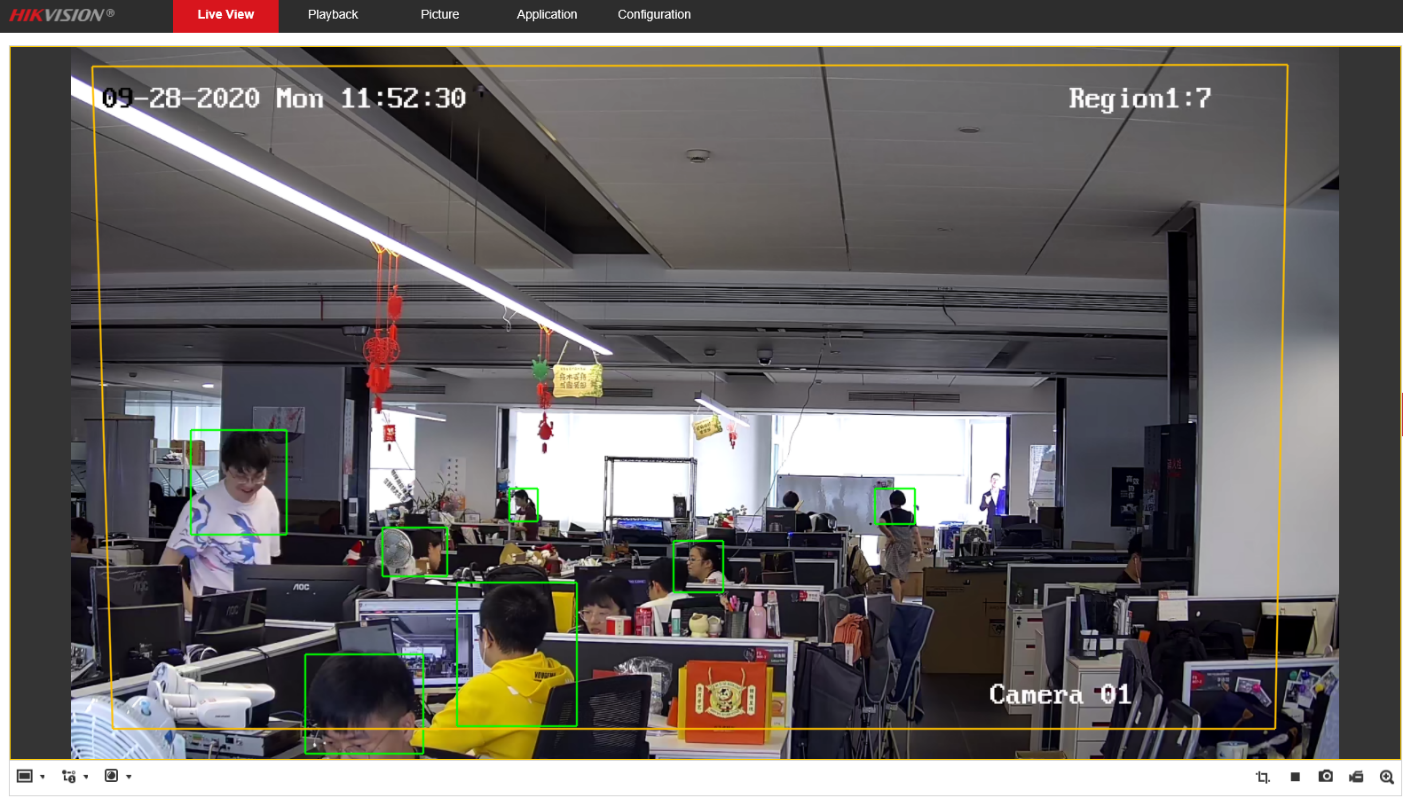 HIKVISION®
Live View
Playback
Picture
Application
Configuration
09-28-2020 Mon 11:52:30
Region1:7
AOC
AOC
Camera 01